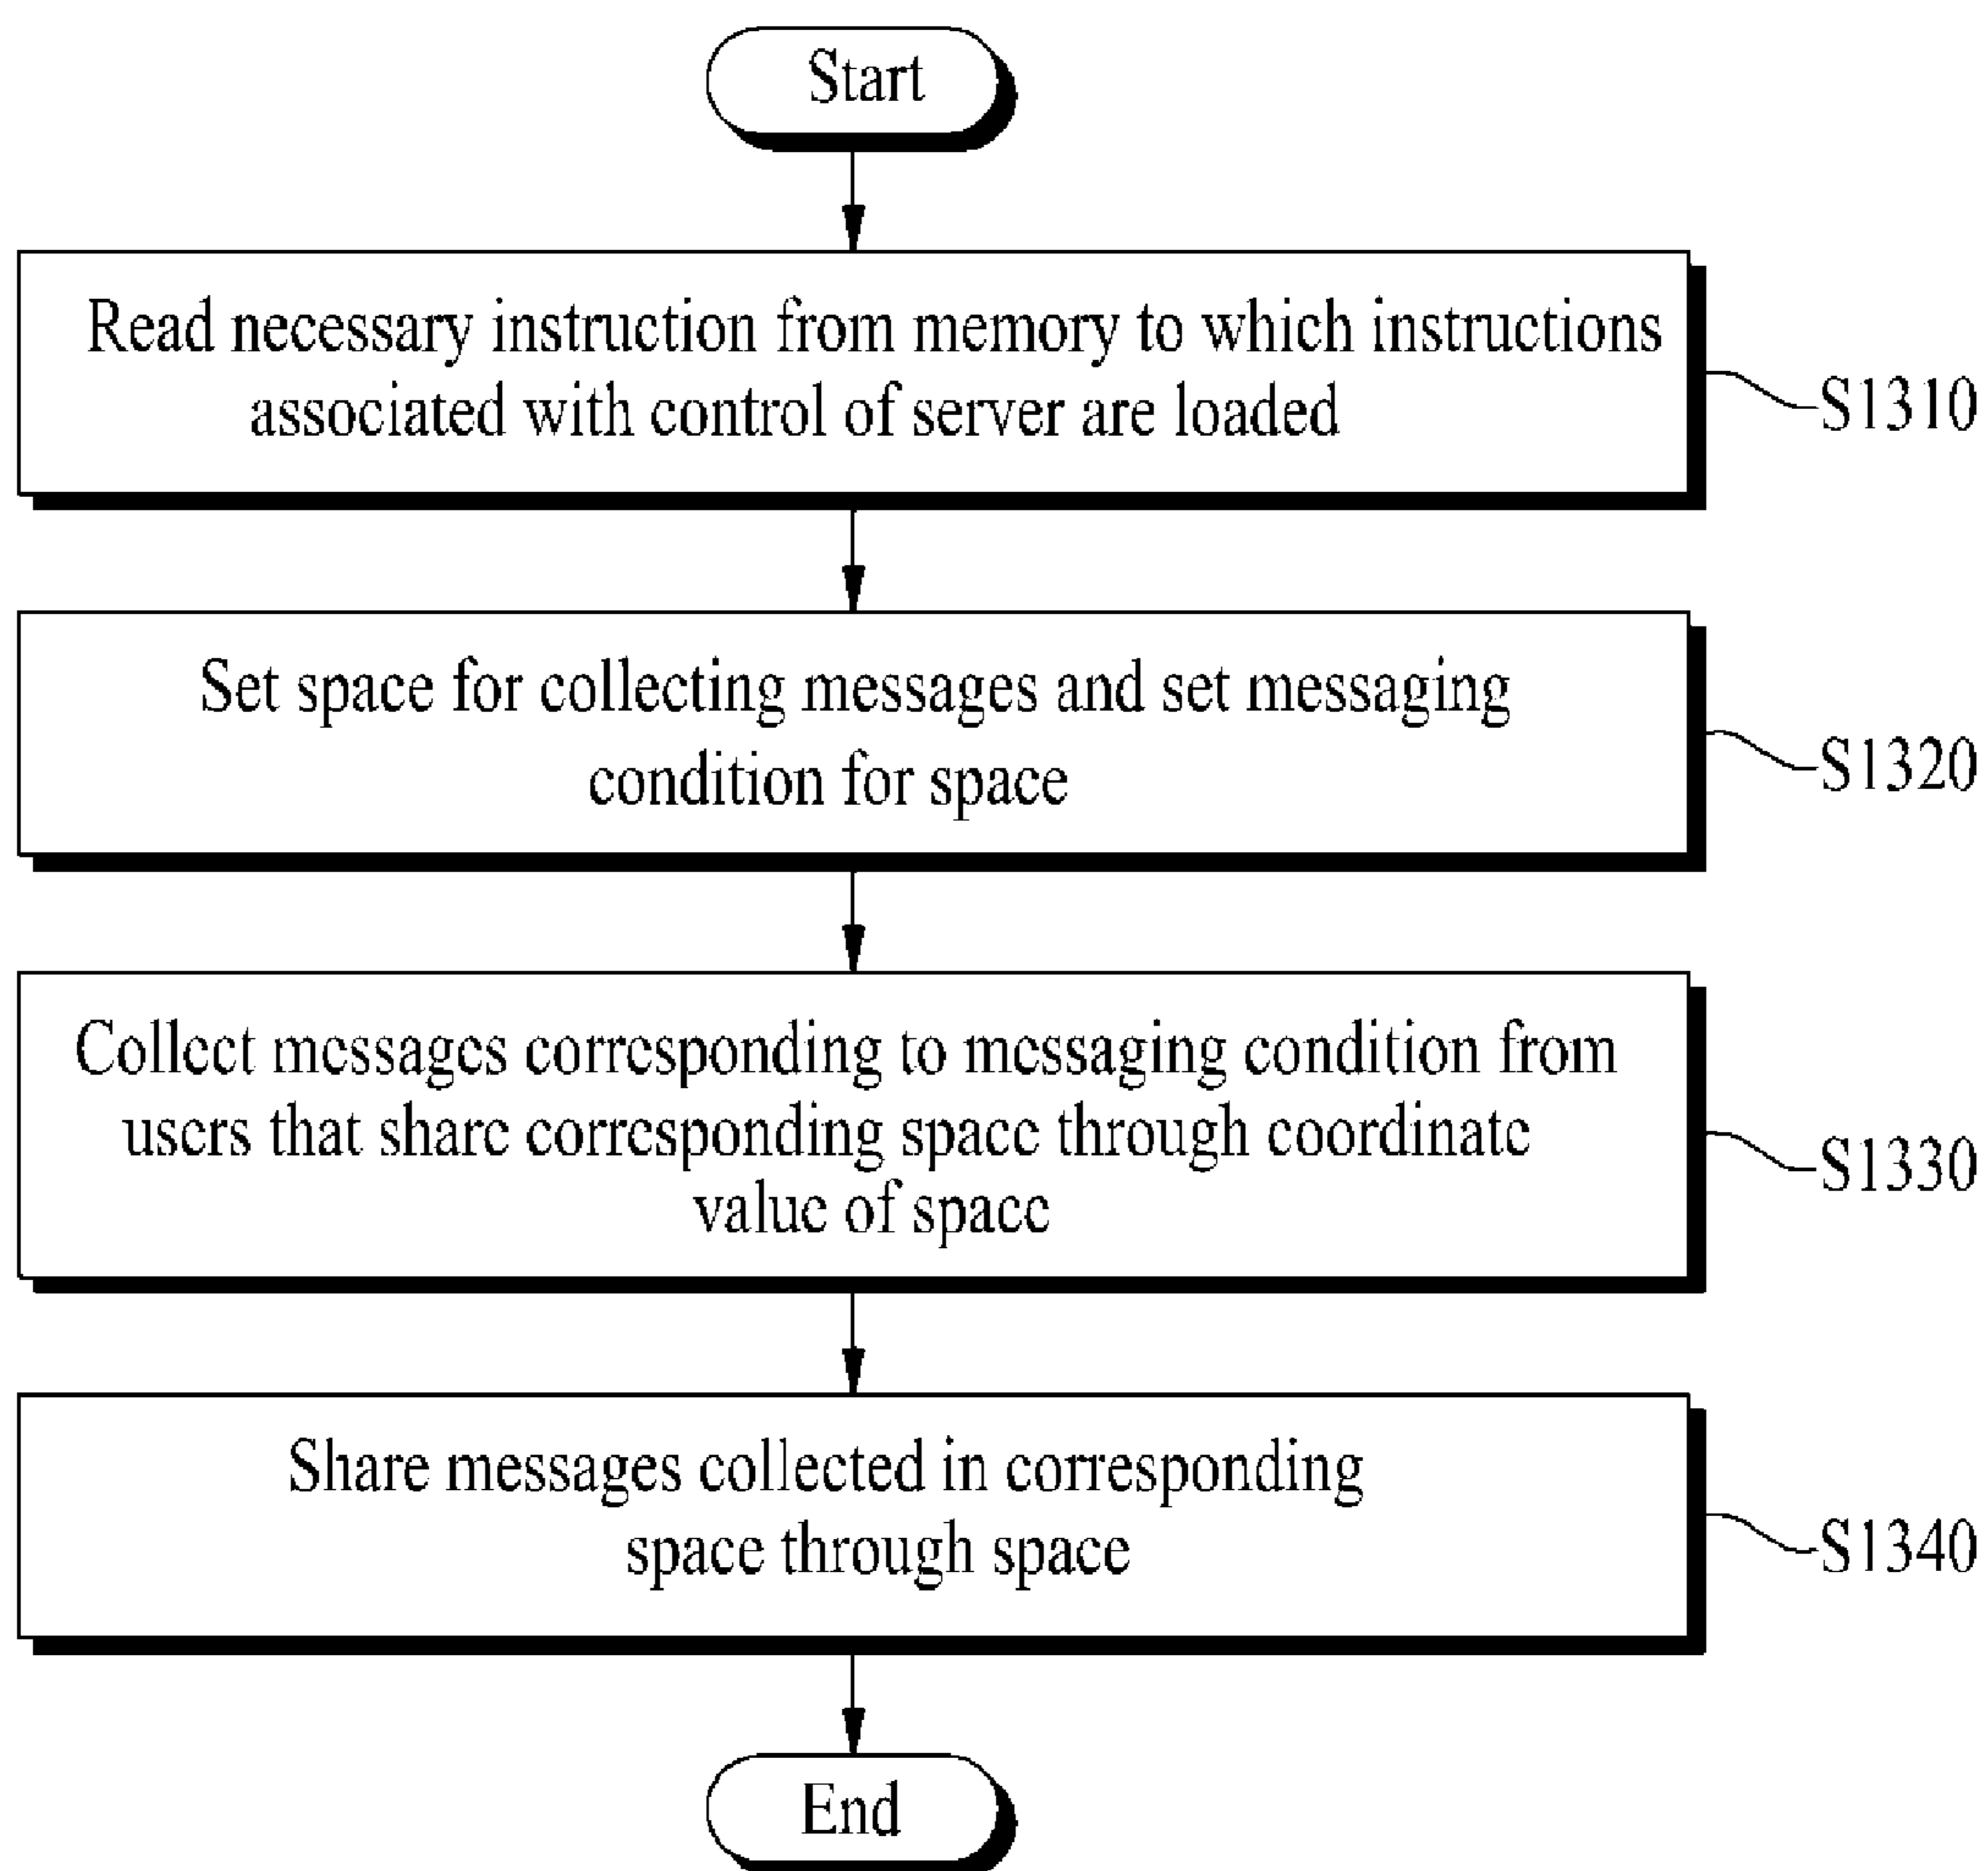 Start
Read necessary instruction from memory to which instructions
associated with control of server are loaded
S1310
Set space for collecting messages and set messaging
condition for space
S1320
Collect messages corresponding to messaging condition from
users that share corresponding space through coordinate
value of space
S1330
Share messages collected in corresponding
space through space
S1340
End